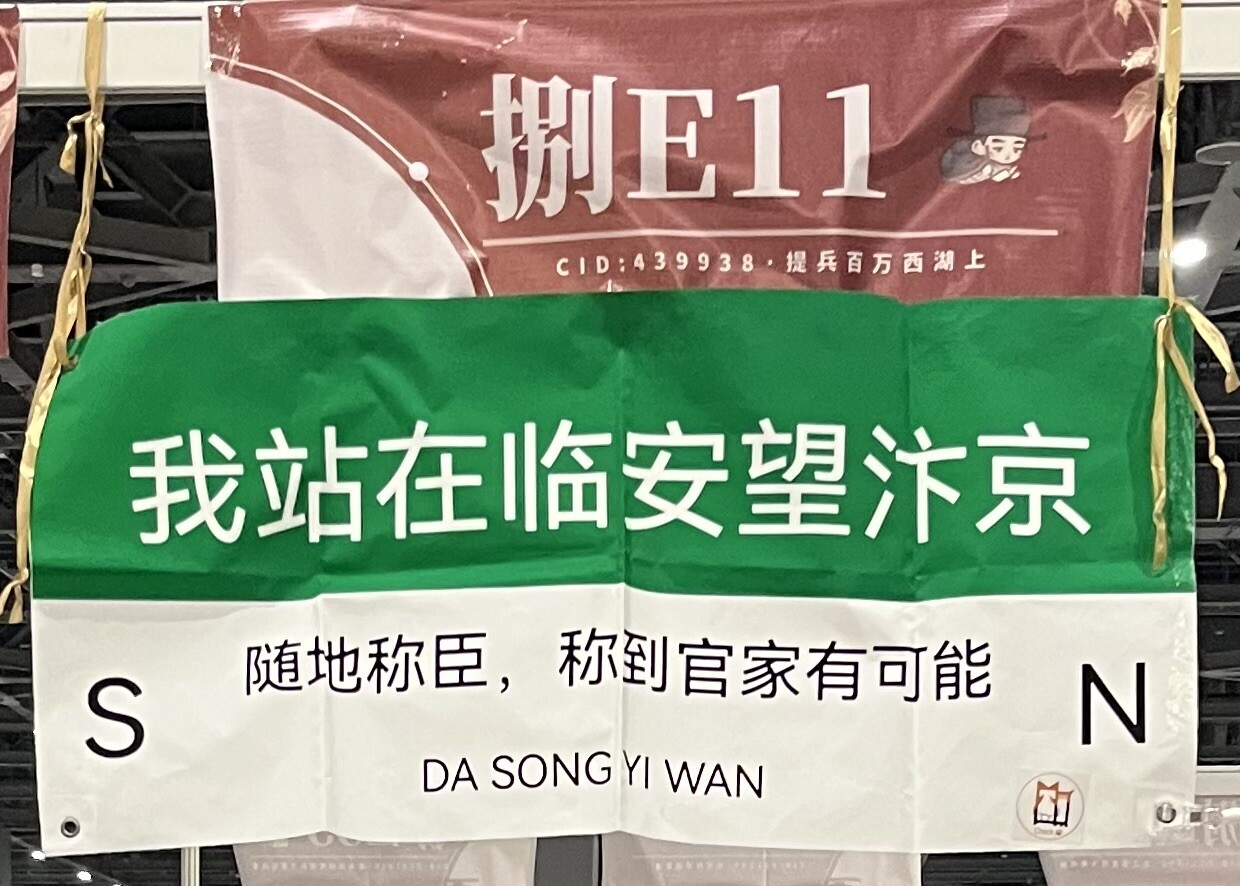 捌E11
CID:439938·提兵百万西湖上
我站在临安望汴京
随地称臣，称到官家有可能
S
N
DA SONG YI WAN